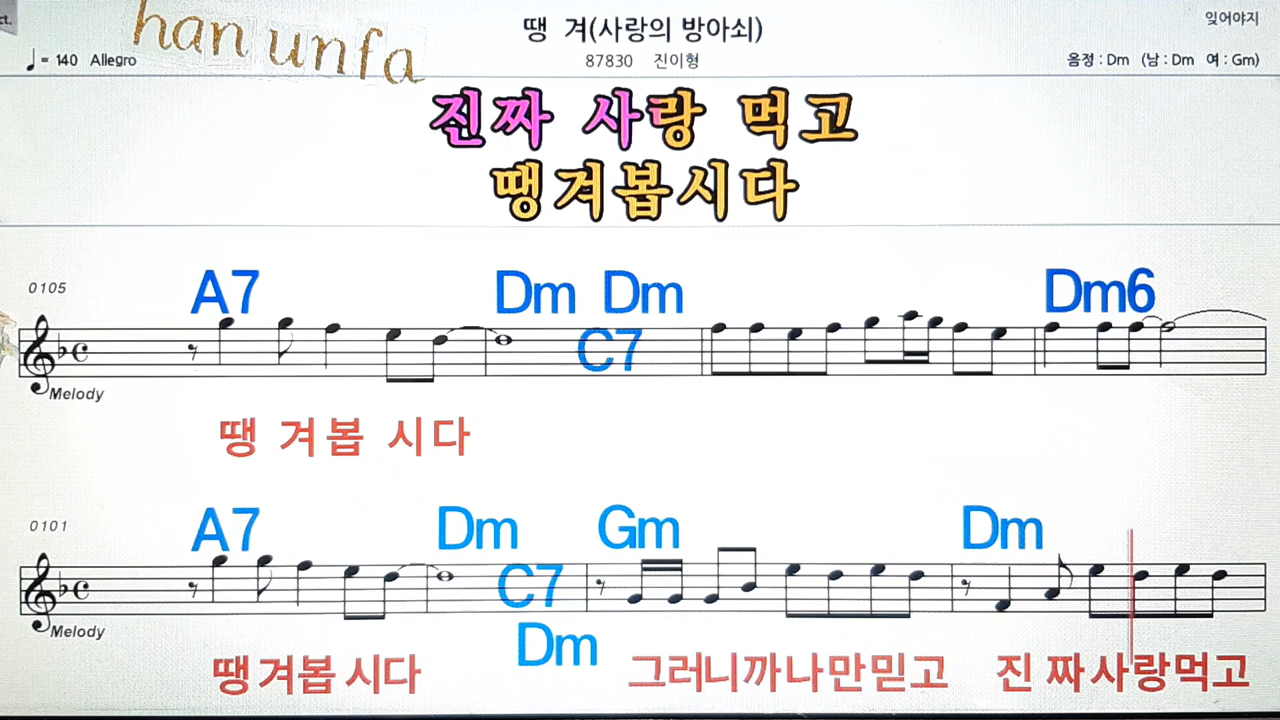 ct.
han unfa
땡 겨(사랑의 방아쇠)
잊어야지
♩= 140 Allegro
87830 진이형
음정 : Dm (남 : Dm 여 : Gm)
진짜 사랑 먹고
땡겨봅시다
A7 Dm Dm Dm6
0105
C7
Melody
땡 겨봅 시다
A7 Dm Gm Dm
0101
C7
Melody
Dm
땡겨봅시다 그러니까나만믿고 진 짜사랑먹고